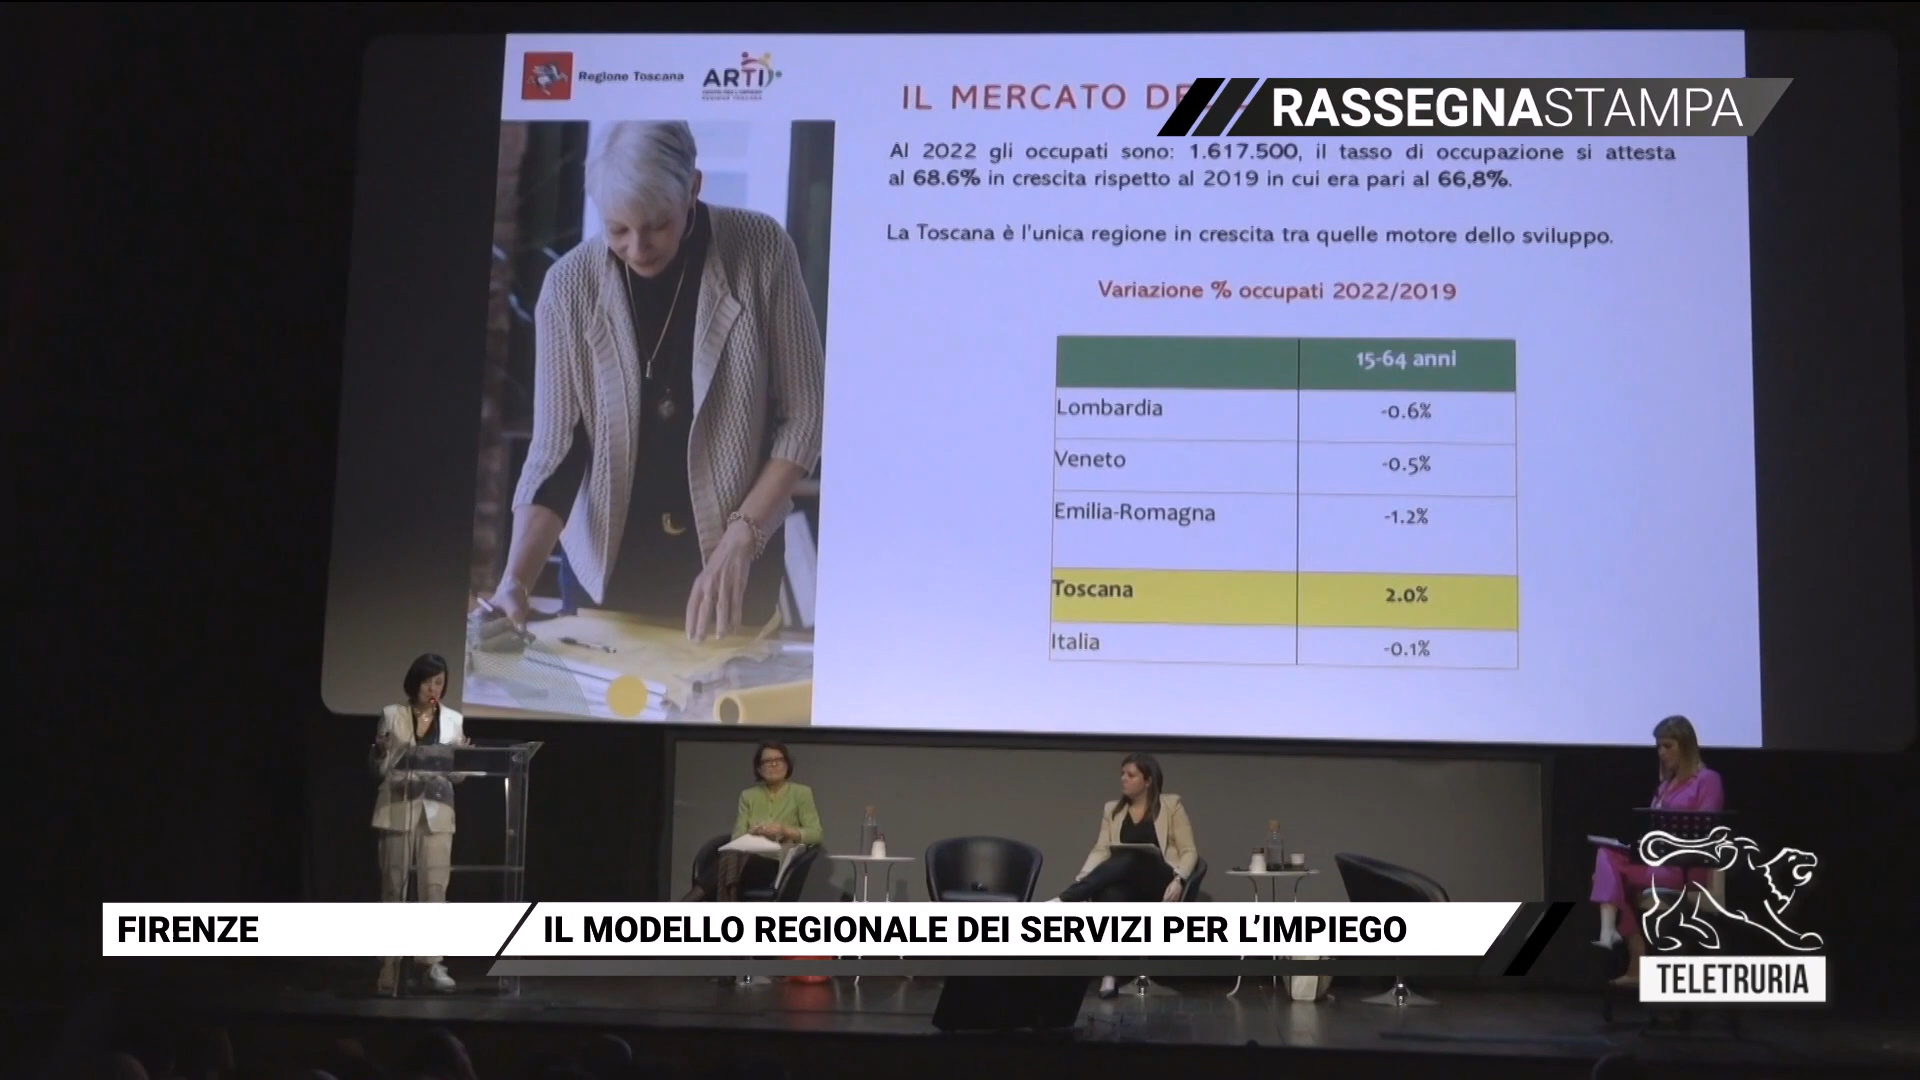 Regione Toscana
ARTI
IL MERCATO DE
RASSEGNASTAMPA
Al 2022 gli occupati sono: 1.617.500, il tasso di occupazione si attesta
al 68.6% in crescita rispetto al 2019 in cui era pari al 66,8%.
La Toscana è l'unica regione in crescita tra quelle motore dello sviluppo.
Variazione % occupati 2022/2019
15-64 anni
Lombardia -0.6%
Veneto -0.5%
Emilia-Romagna -1.2%
Toscana 2.0%
Italia -0.1%
FIRENZE
IL MODELLO REGIONALE DEI SERVIZI PER L'IMPIEGO
TELETRURIA